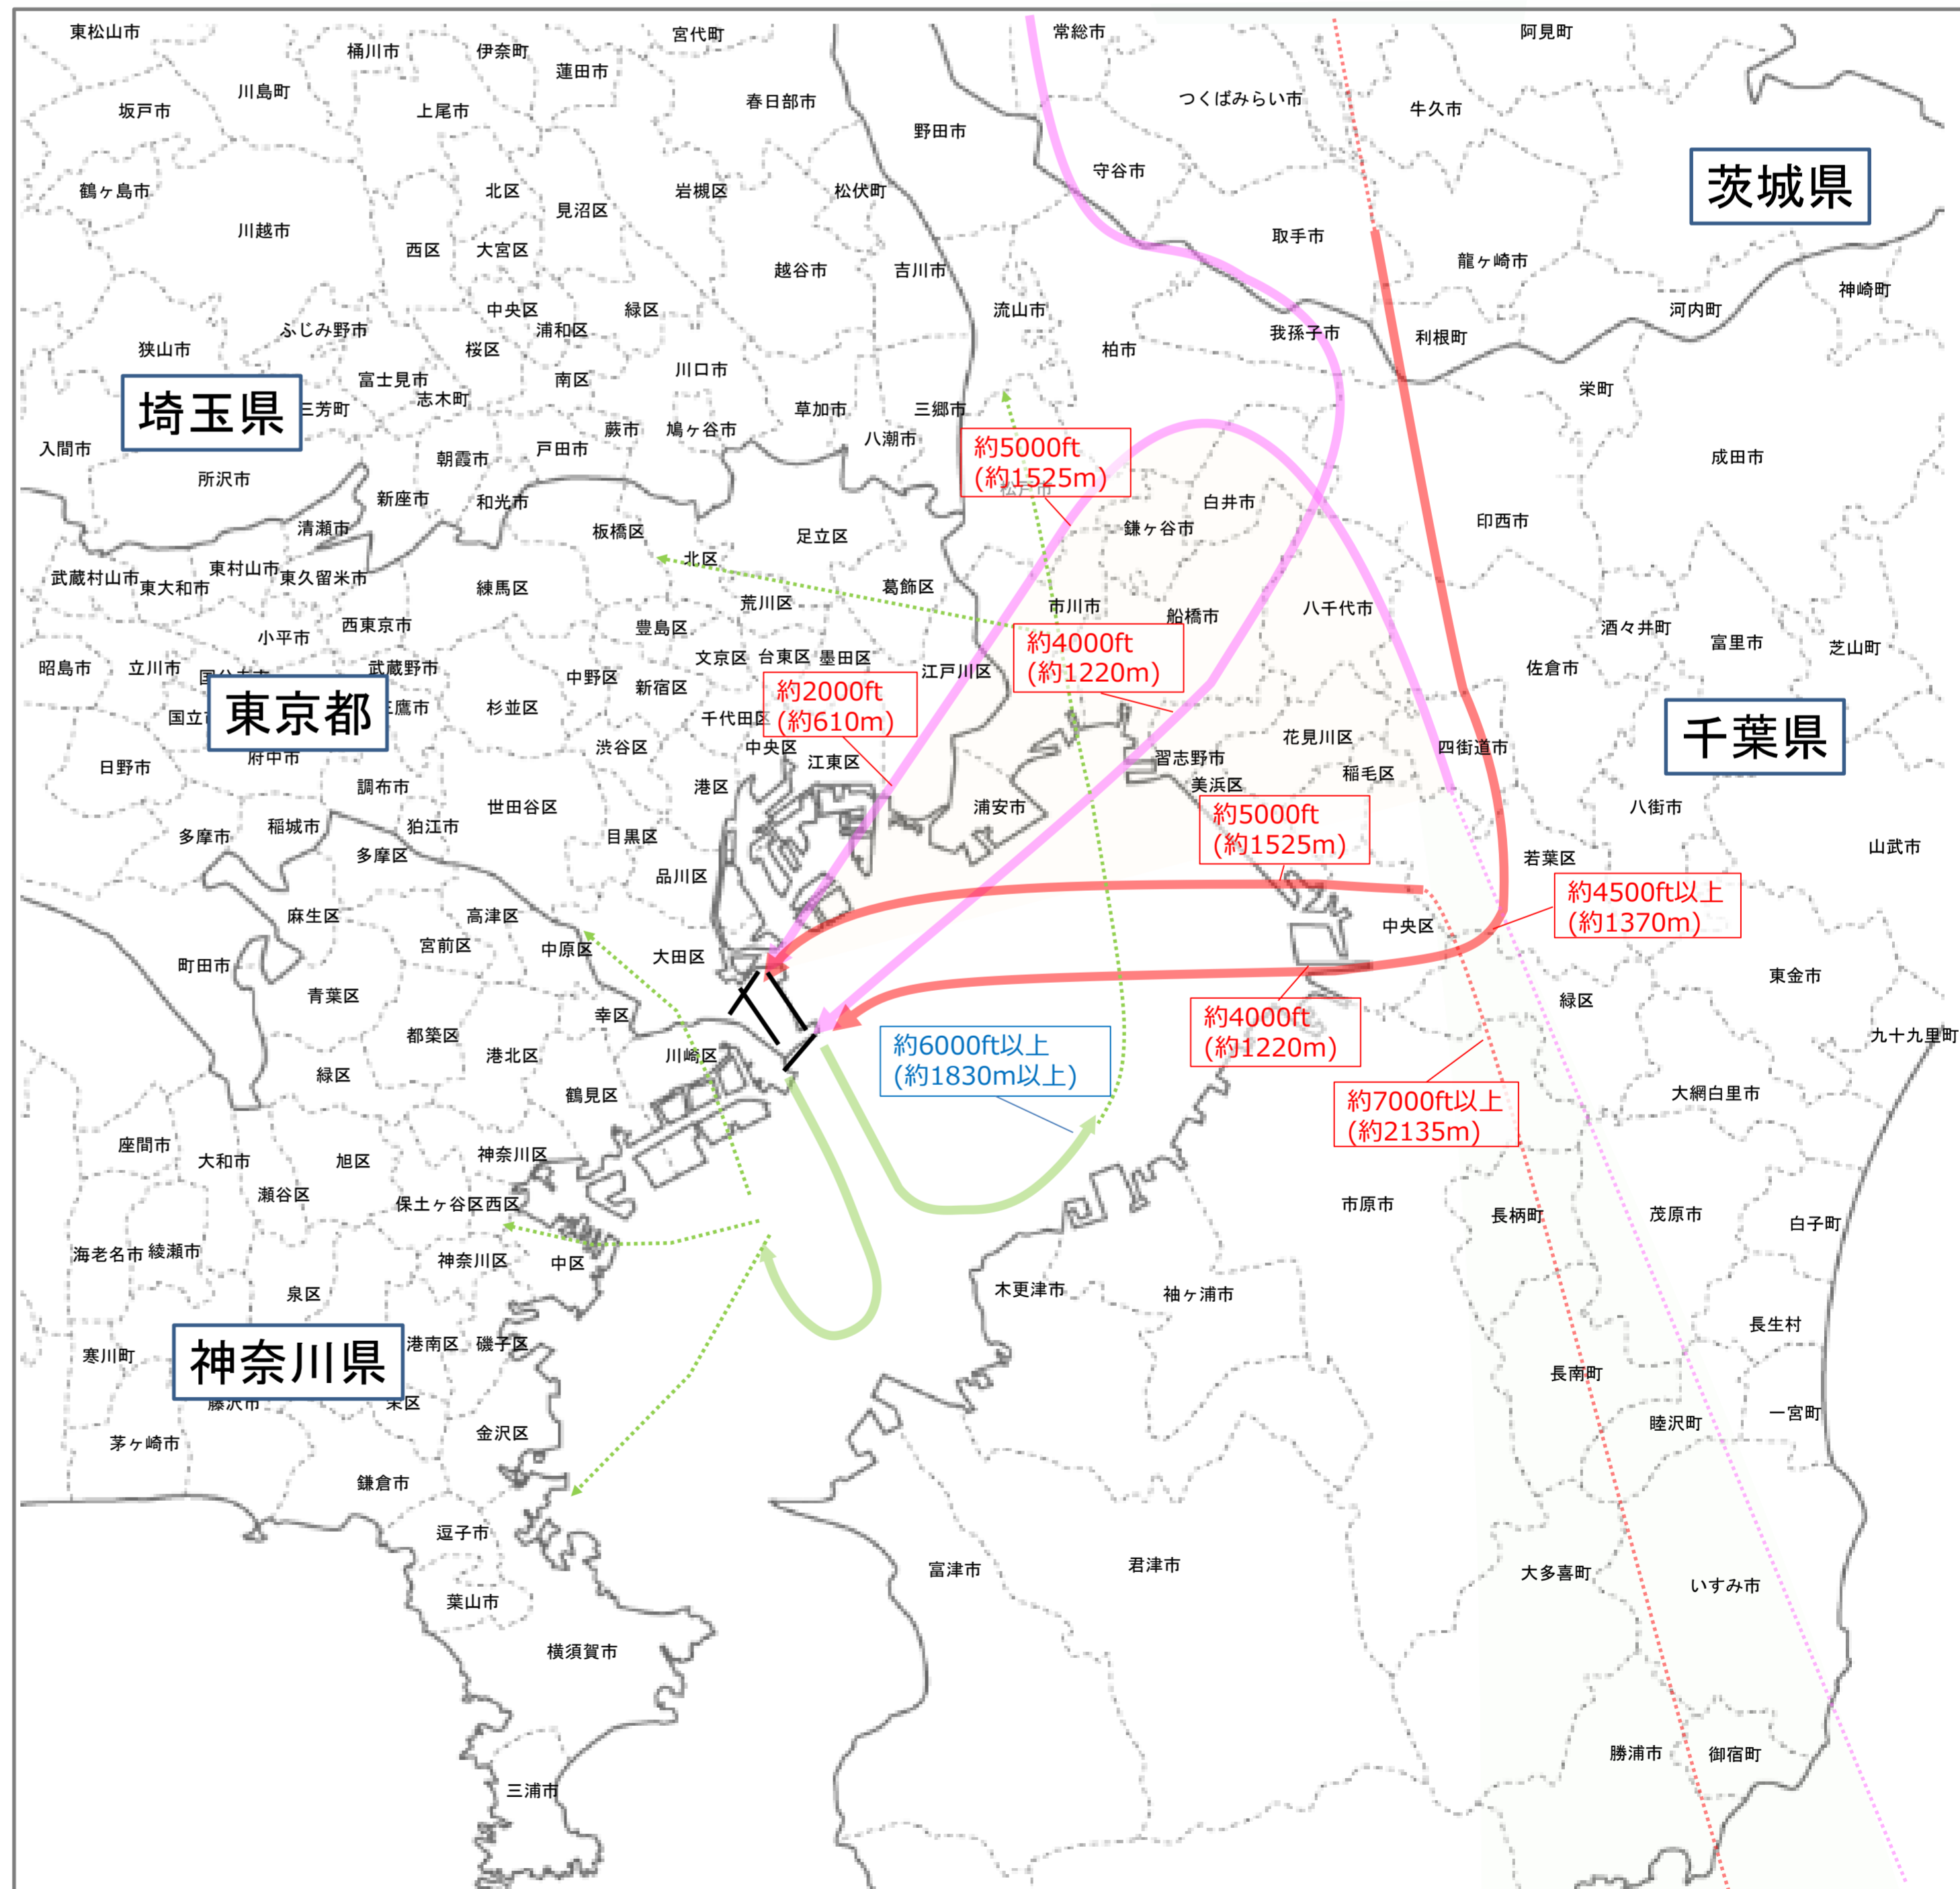 東松山市
桶川市
伊奈町
宮代町
常総市
阿見町
蓮田市
川島町
坂戸市
上尾市
春日部市
野田市
つくばみらい市
牛久市
茨城県
守谷市
鶴ヶ島市
北区
見沼区
岩槻区
松伏町
川越市
西区
大宮区
越谷市
吉川市
取手市
龍ヶ崎市
神崎町
中央区
緑区
流山市
河内町
ふじみ野市
浦和区
我孫子市
利根町
狭山市
桜区
柏市
埼玉県
富士見市
南区
川口市
栄町
三芳町
志木町
草加市
三郷市
蕨市
鳩ヶ谷市
八潮市
入間市
朝霞市
戸田市
約5000ft
(約1525m)
松戸市
成田市
所沢市
新座市
和光市
白井市
清瀬市
板橋区
足立区
鎌ヶ谷市
印西市
北区
武蔵村山市
東大和市
東村山市
東久留米市
練馬区
葛飾区
荒川区
市川市
船橋市
八千代市
小平市
西東京市
豊島区
酒々井町
富里市
芝山町
約4000ft
(約1220m)
昭島市
立川市
武蔵野市
中野区
新宿区
文京区
台東区
墨田区
江戸川区
佐倉市
東京都
約2000ft
(約610m)
国立
鷹市
杉並区
千代田区
千葉県
日野市
府中市
渋谷区
中央区
江東区
習志野市
花見川区
四街道市
調布市
港区
美浜区
稲毛区
世田谷区
浦安市
八街市
約5000ft
(約1525m)
多摩市
稲城市
狛江市
目黒区
多摩区
若葉区
山武市
品川区
約4500ft以上
(約1370m)
麻生区
高津区
宮前区
中原区
大田区
中央区
町田市
東金市
青葉区
幸区
緑区
約4000ft
(約1220m)
都築区
港北区
川崎区
約6000ft以上
(約1830m以上)
九十九里町
緑区
鶴見区
大網白里市
約7000ft以上
(約2135m)
座間市
大和市
旭区
神奈川区
瀬谷区
保土ヶ谷区
西区
市原市
長柄町
茂原市
白子町
海老名市
綾瀬市
神奈川区
中区
泉区
木更津市
袖ヶ浦市
長生村
神奈川県
寒川町
港南区
磯子区
長南町
藤沢市
栄区
金沢区
睦沢町
一宮町
茅ヶ崎市
鎌倉市
逗子市
富津市
君津市
大多喜町
いすみ市
葉山市
横須賀市
勝浦市
御宿町
三浦市